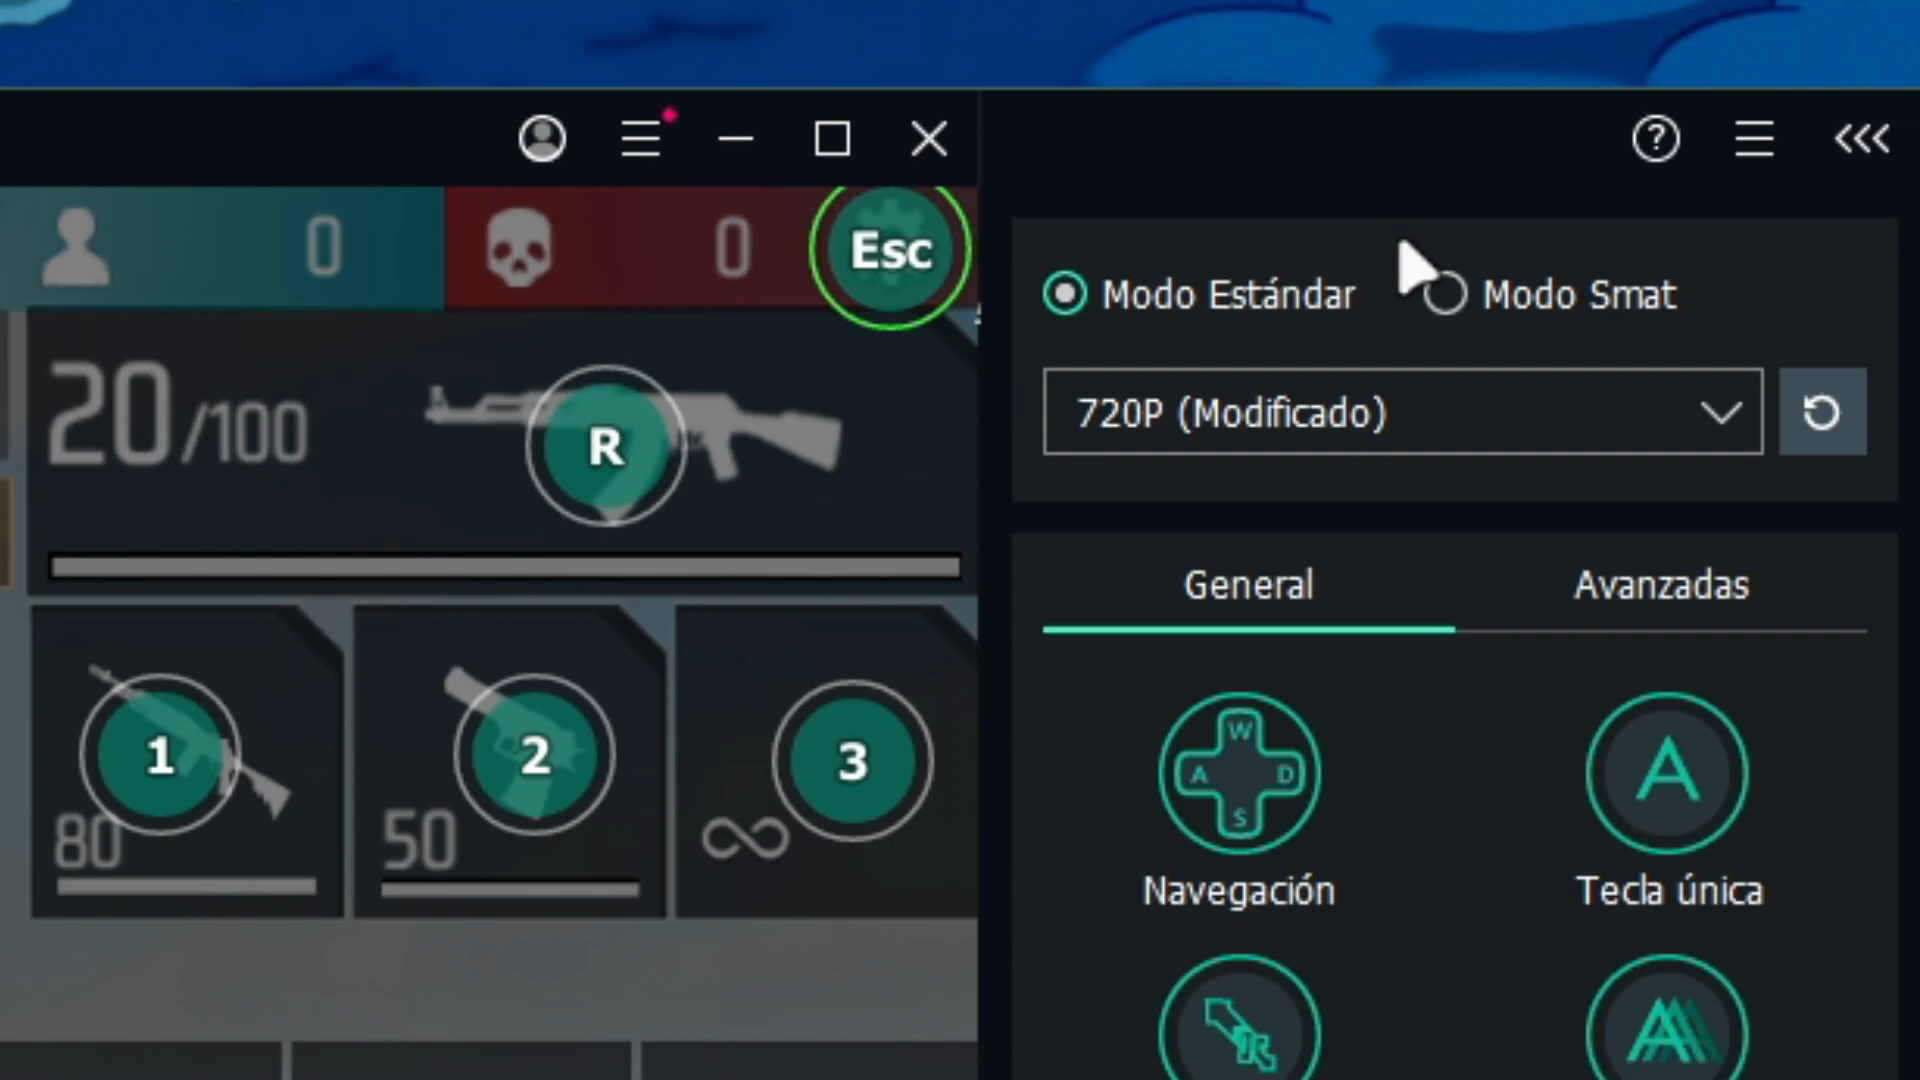 0
0
Esc
20/100
R
1
2
3
80
50
∞
?
Modo Estándar
Modo Smat
720P (Modificado)
General
Avanzadas
W
A
D
S
A
Navegación
Tecla única
R
AAA